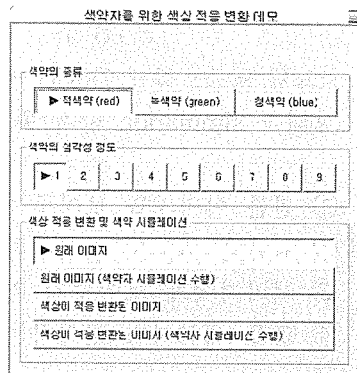 색약자를 위한 색상 적응 변환 데모
색약의 종류
▶ 적색약 (red) 녹색약 (green) 청색약 (blue)
색약의 심각성 정도
▶ 1 2 3 4 5 6 7 8 9
색상 적응 변환 및 색약 시뮬레이션
▶ 원래 이미지
원래 이미지 (색약자 시뮬레이션 수행)
색상이 적응 변환된 이미지
색상이 적응 변환된 이미지 (색약자 시뮬레이션 수행)